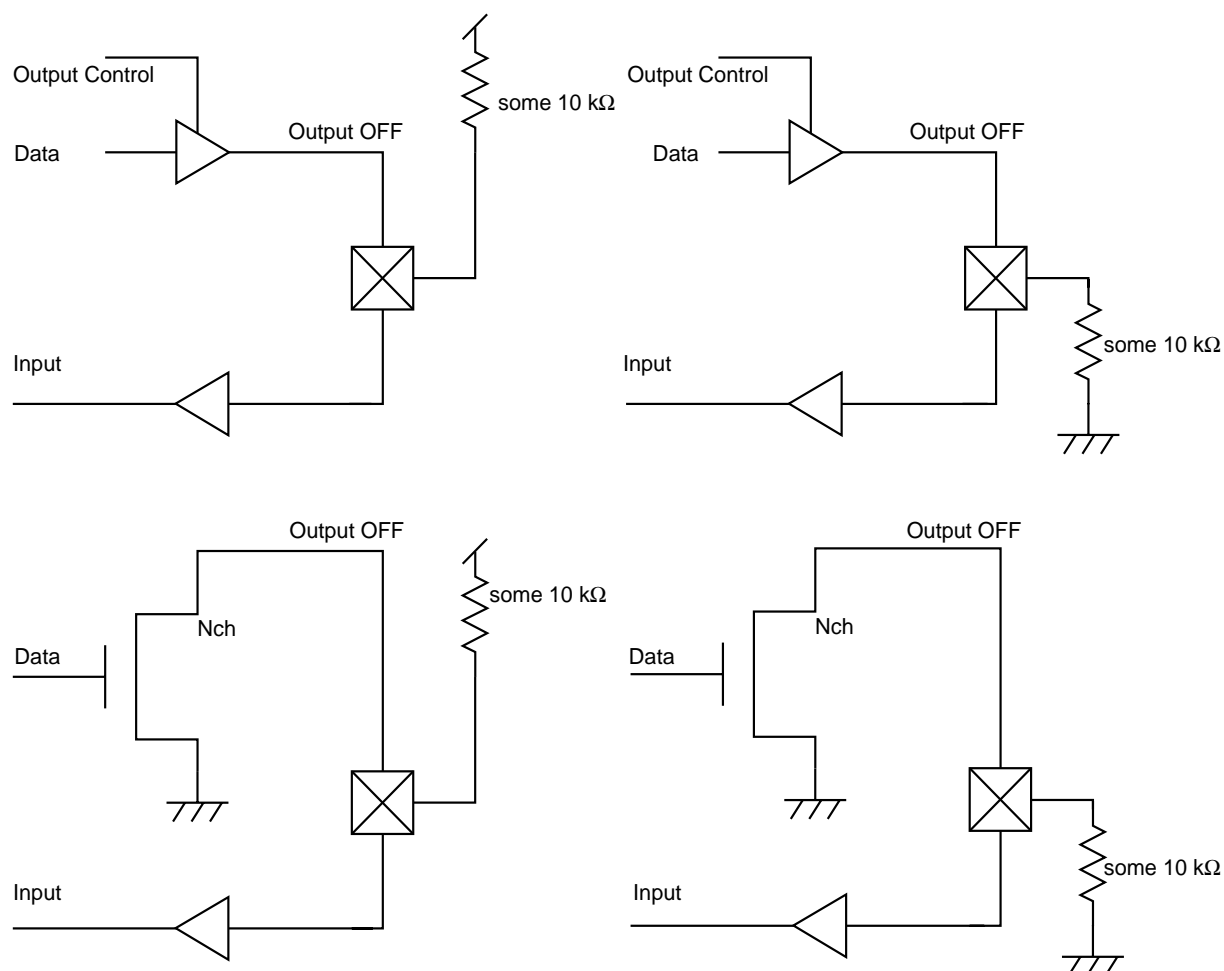 Output Control
some 10 kΩ
Output OFF
Data
Input
Output Control
Output OFF
Data
some 10 kΩ
Input
Output OFF
some 10 kΩ
Nch
Data
Input
Output OFF
Nch
Data
some 10 kΩ
Input